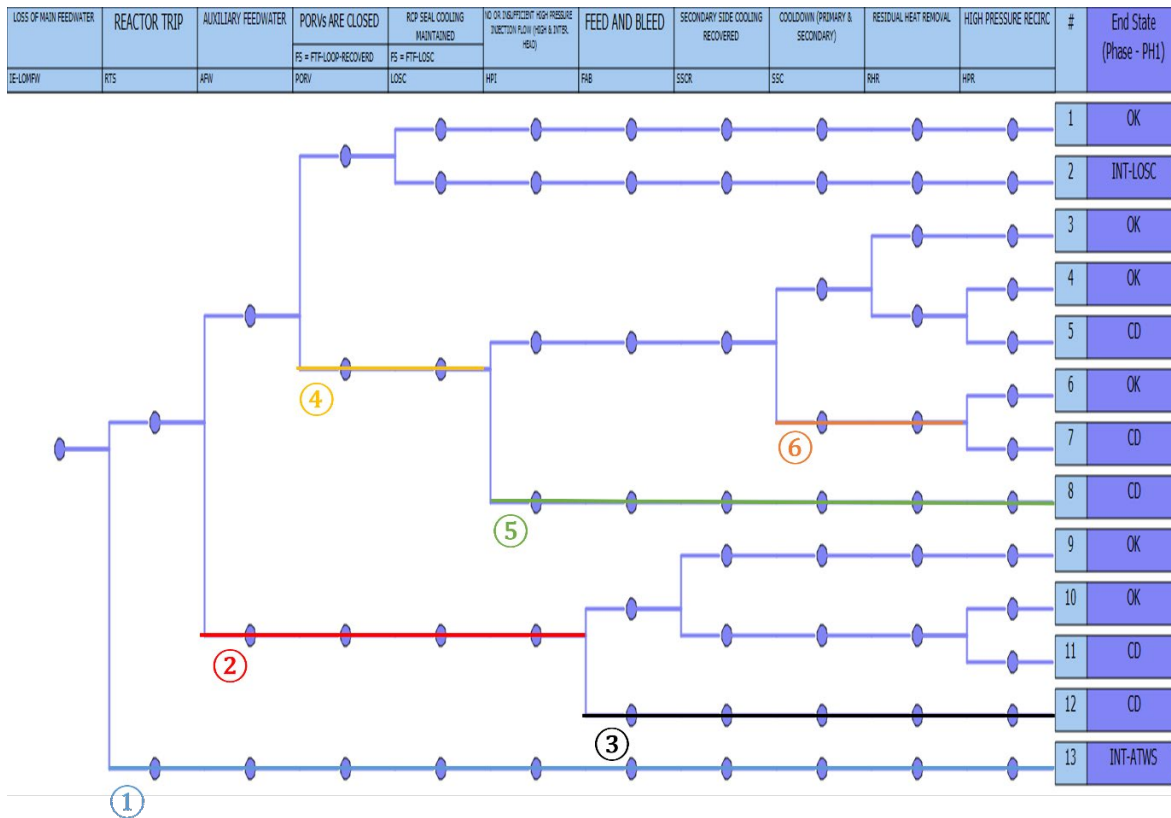 LOSS OF MAIN FEEDWATER
REACTOR TRIP
AUXILIARY FEEDWATER
PORVs ARE CLOSED
RCP SEAL COOLING
MAINTAINED
NO OR INSUFFICIENT HIGH PRESSURE
INJECTION FLOW (HIGH & INTER.
HEAD)
FEED AND BLEED
SECONDARY SIDE COOLING
RECOVERED
COOLDOWN (PRIMARY &
SECONDARY)
RESIDUAL HEAT REMOVAL
HIGH PRESSURE RECIRC
#
End State
(Phase - PH1)
FS = FTF-LOOP-RECOVERD
FS = FTF-LOSC
IE-LOMFW
RTS
AFW
PORV
LOSC
HPI
FAB
SSCR
SSC
RHR
HPR
1 OK
2 INT-LOSC
3 OK
4 OK
5 CD
④
6 OK
⑥
7 CD
8 CD
⑤
9 OK
10 OK
②
11 CD
12 CD
③
13 INT-ATWS
①